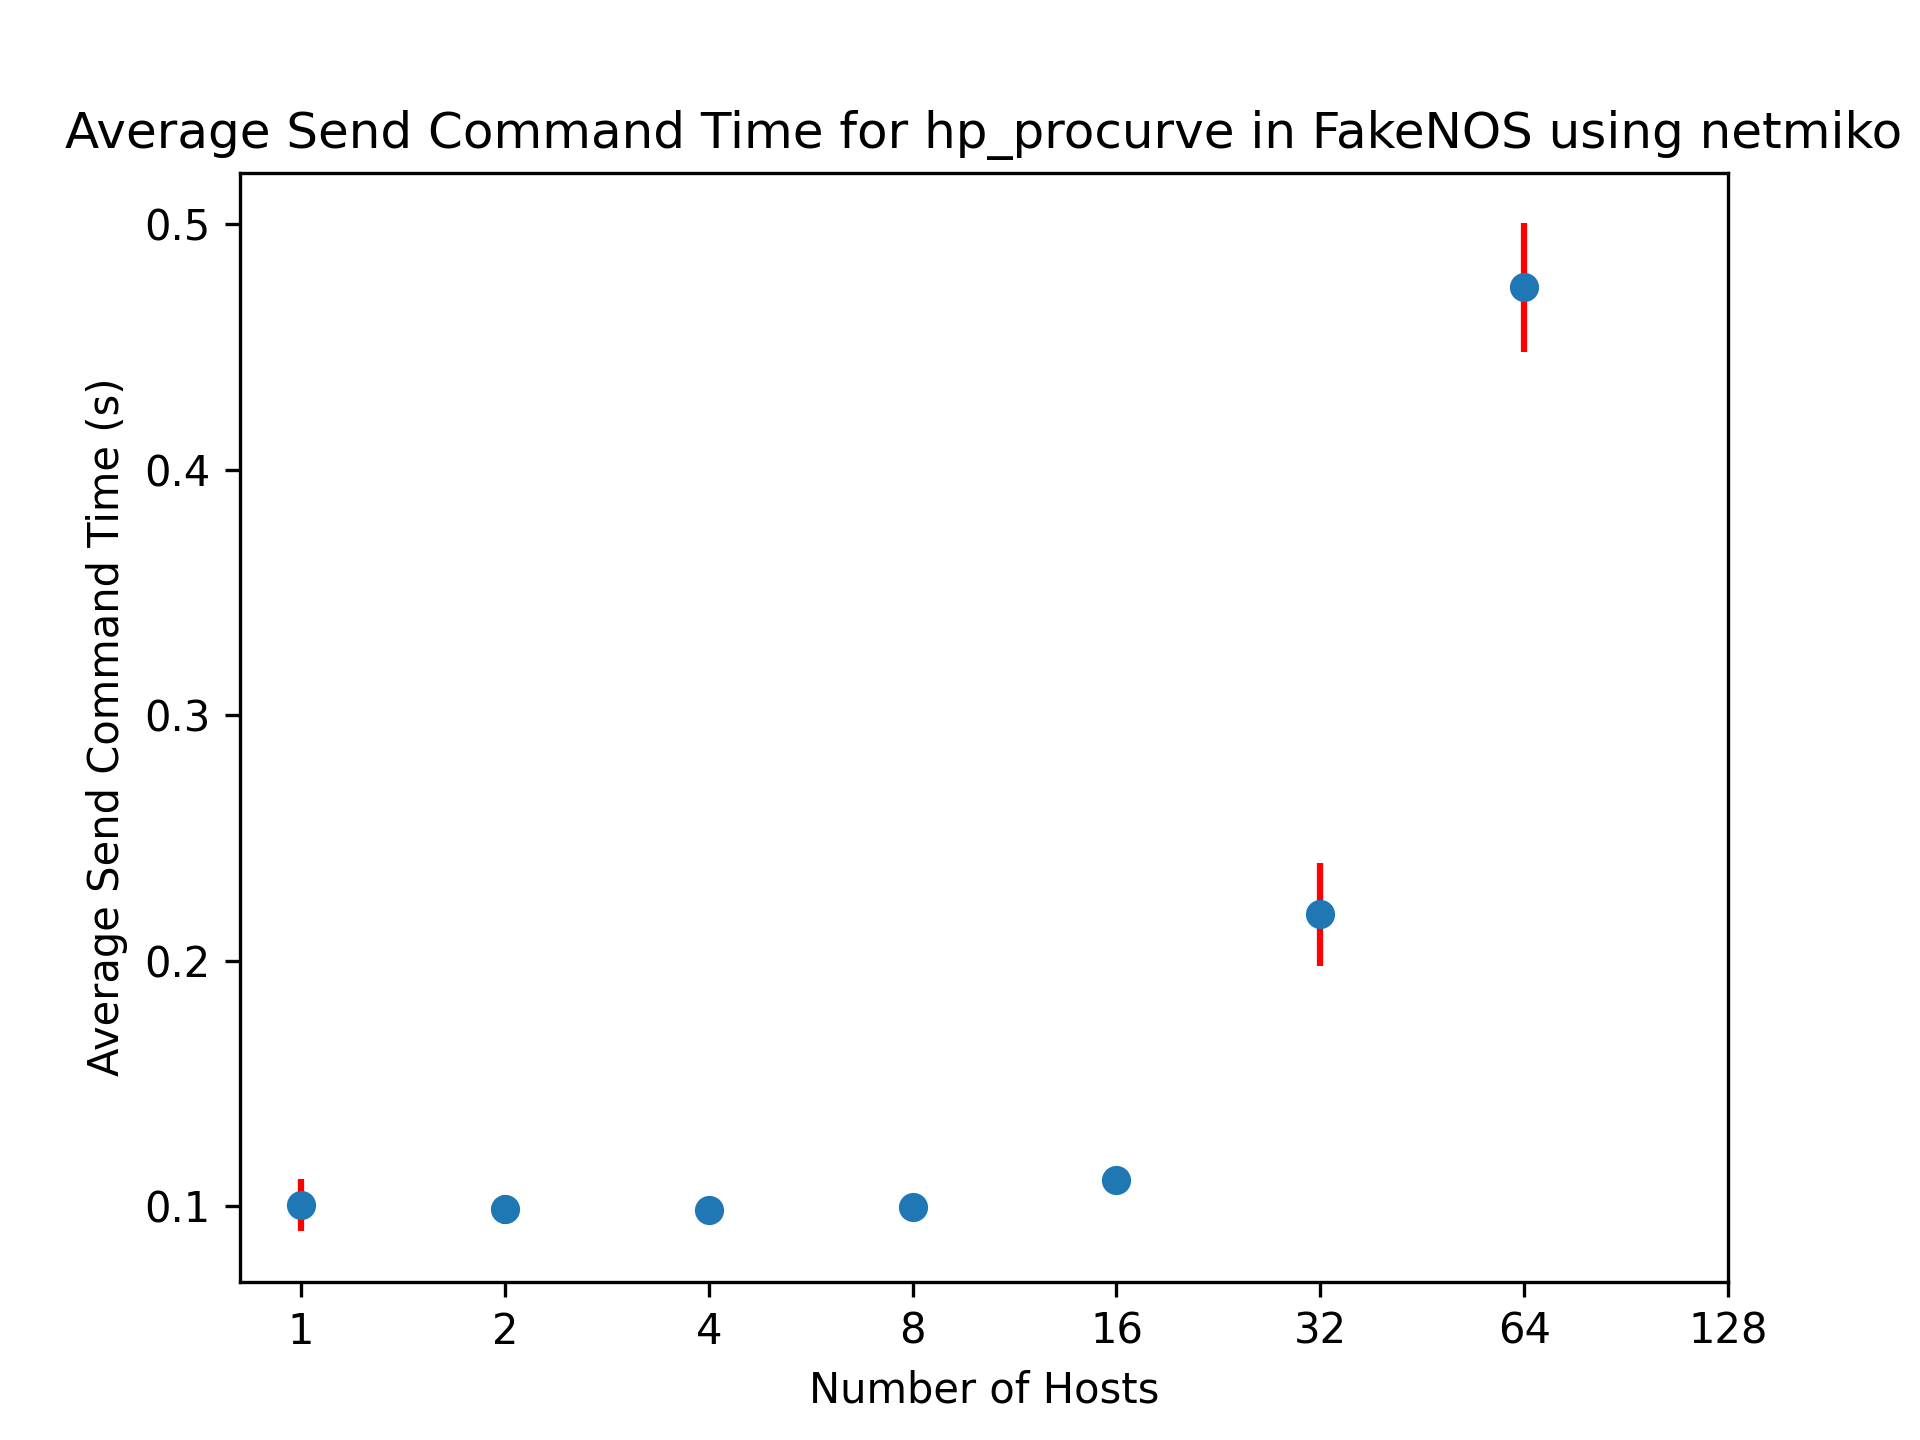 Average Send Command Time for hp_procurve in FakeNOS using netmiko
Average Send Command Time (s)
0.5
0.4
0.3
0.2
0.1
1 2 4 8 16 32 64 128
Number of Hosts